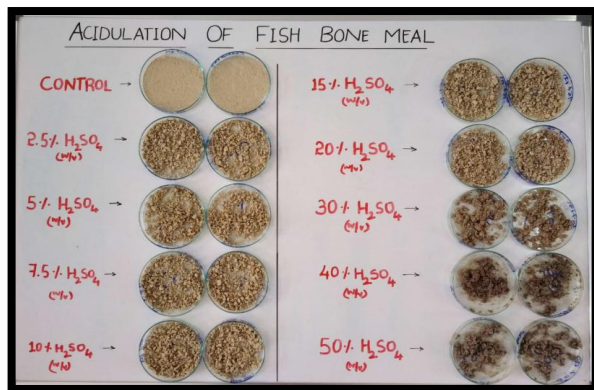 ACIDULATION OF FISH BONE MEAL
CONTROL →
2.5% H₂SO₄ →
(w/v)
5% H₂SO₄ →
(w/v)
7.5% H₂SO₄ →
(w/v)
10% H₂SO₄ →
(w/v)
15% H₂SO₄ →
(w/v)
20% H₂SO₄ →
(w/v)
30% H₂SO₄ →
(w/v)
40% H₂SO₄ →
(w/v)
50% H₂SO₄ →
(w/v)